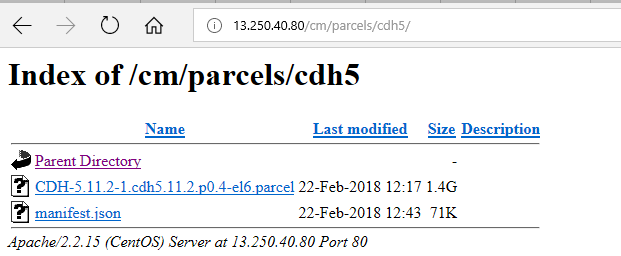 13.250.40.80/cm/parcels/cdh5/
Index of /cm/parcels/cdh5
Name Last modified Size Description
Parent Directory -
CDH-5.11.2-1.cdh5.11.2.p0.4-el6.parcel 22-Feb-2018 12:17 1.4G
manifest.json 22-Feb-2018 12:43 71K
Apache/2.2.15 (CentOS) Server at 13.250.40.80 Port 80